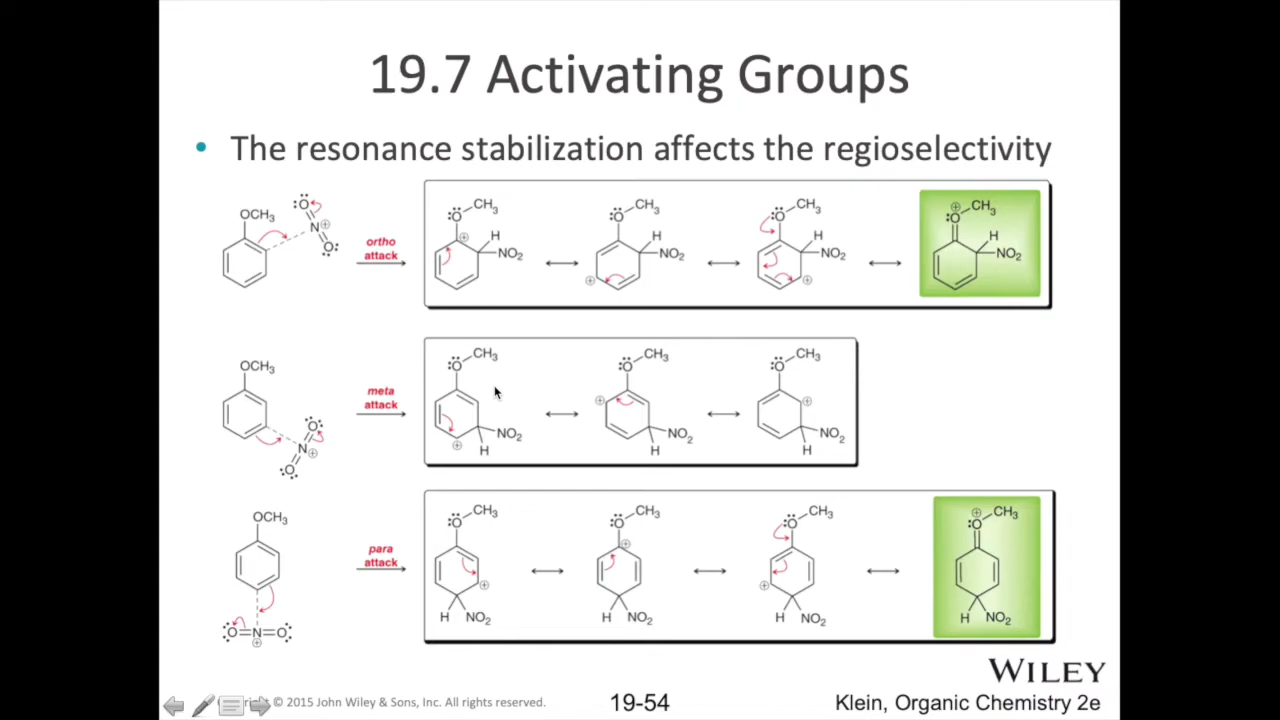 19.7 Activating Groups
• The resonance stabilization affects the regioselectivity
OCH3
O
N
O
ortho
attack
O CH3
H
NO2
O CH3
H
NO2
O CH3
H
NO2
O CH3
H
NO2
OCH3
O
N
O
meta
attack
O CH3
NO2
H
O CH3
NO2
H
O CH3
NO2
H
OCH3
O=N=O
para
attack
O CH3
H NO2
O CH3
H NO2
O CH3
H NO2
O CH3
H NO2
WILEY
© 2015 John Wiley & Sons, Inc. All rights reserved.
19-54
Klein, Organic Chemistry 2e